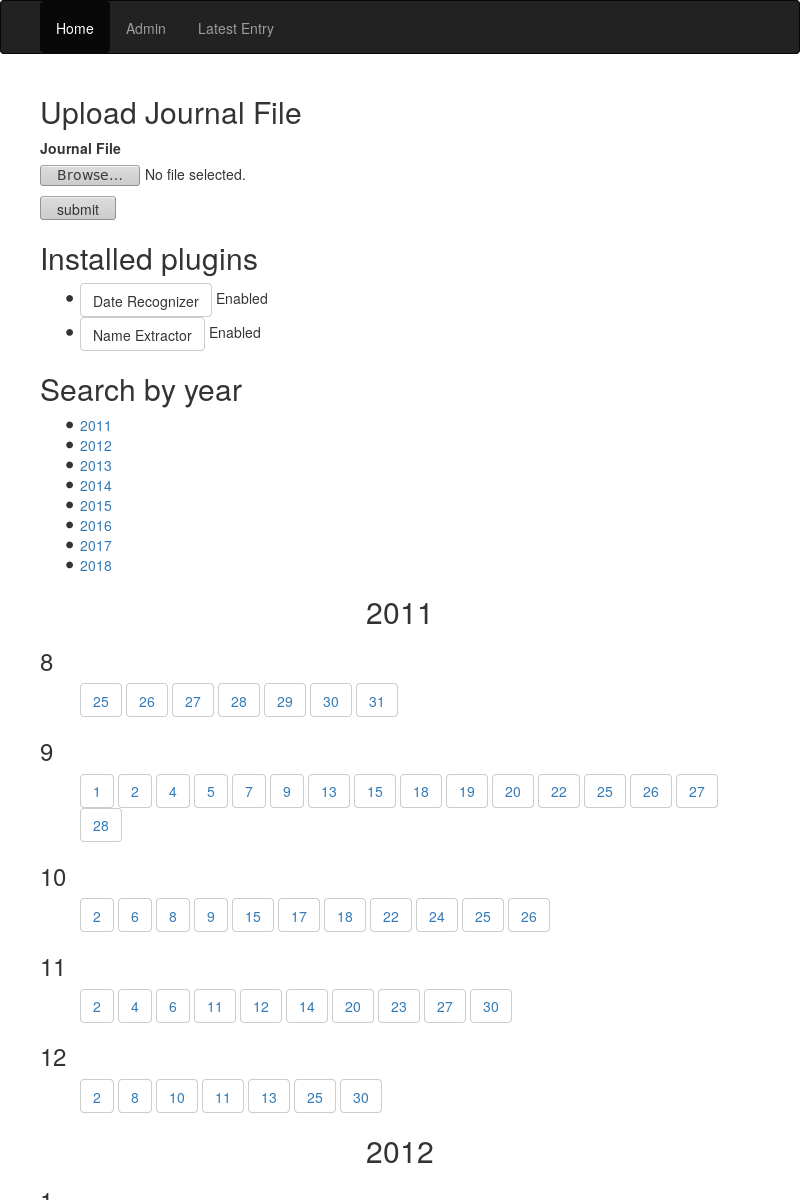 Home Admin Latest Entry
Upload Journal File
Journal File
Browse... No file selected.
submit
Installed plugins
Date Recognizer Enabled
Name Extractor Enabled
Search by year
2011
2012
2013
2014
2015
2016
2017
2018
2011
8
25 26 27 28 29 30 31
9
1 2 4 5 7 9 13 15 18 19 20 22 25 26 27
28
10
2 6 8 9 15 17 18 22 24 25 26
11
2 4 6 11 12 14 20 23 27 30
12
2 8 10 11 13 25 30
2012
1